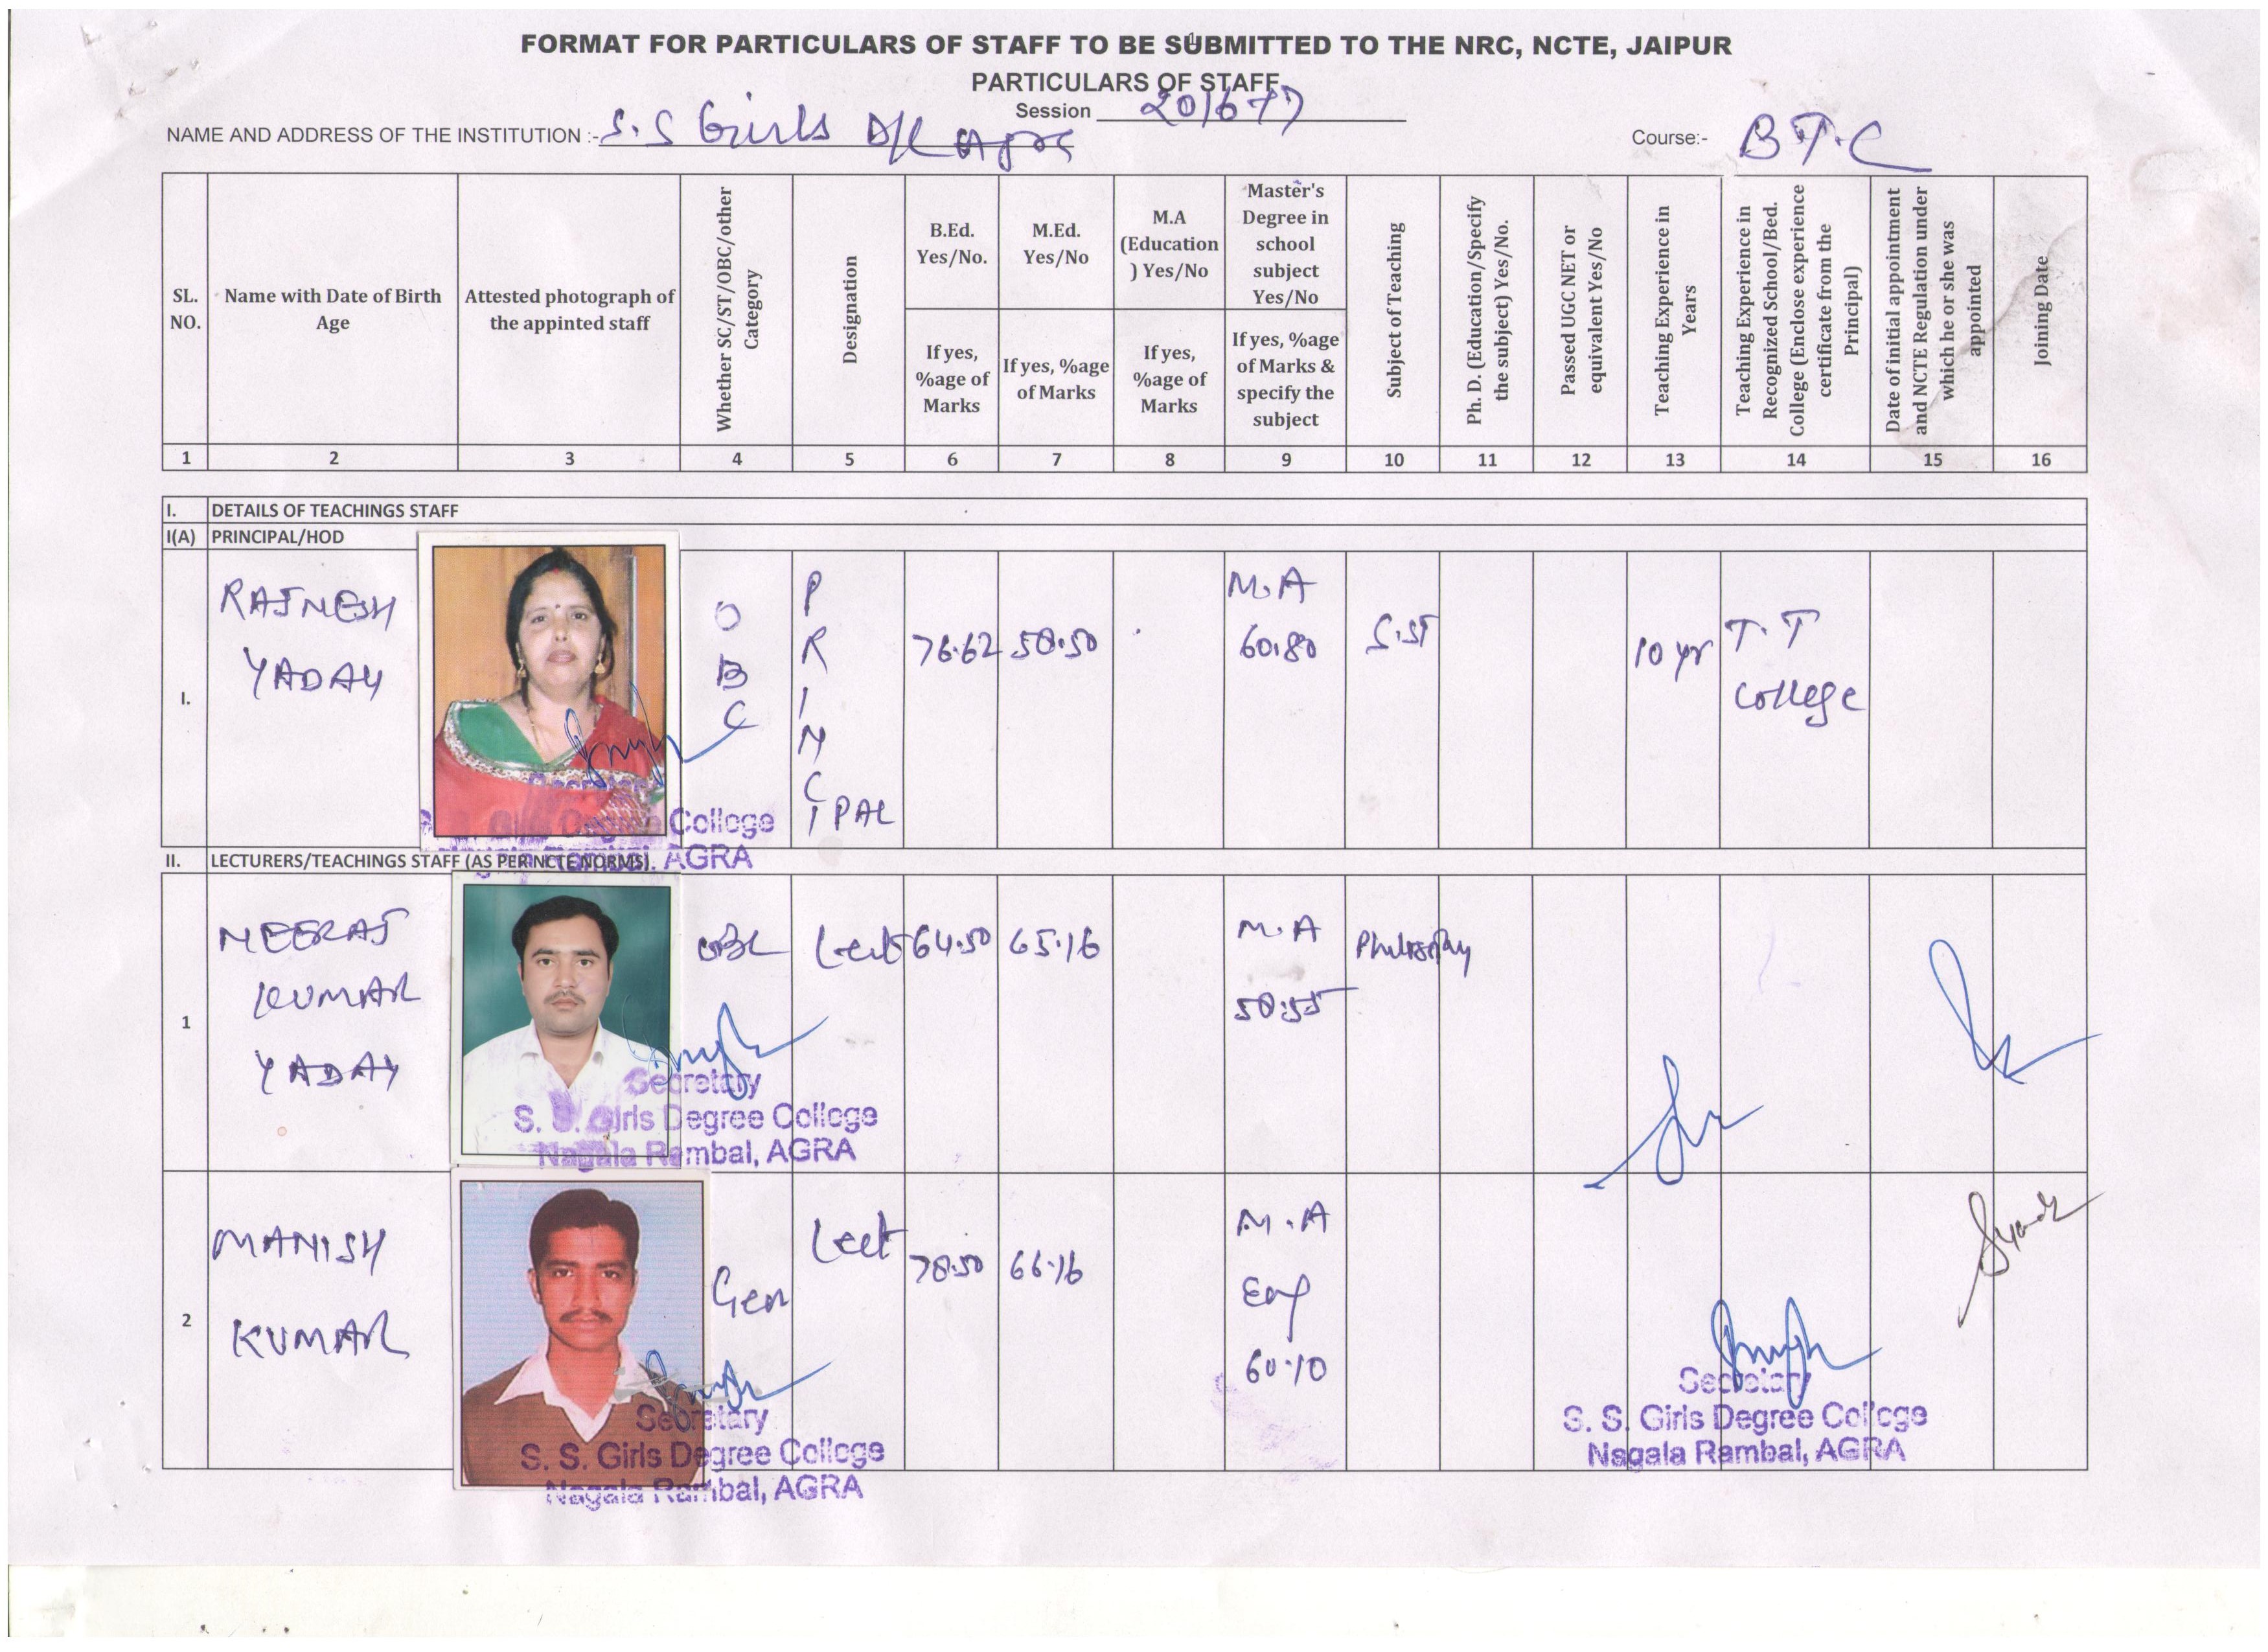 FORMAT FOR PARTICULARS OF STAFF TO BE SUBMITTED TO THE NRC, NCTE, JAIPUR
PARTICULARS OF STAFF
Session 2016-17
NAME AND ADDRESS OF THE INSTITUTION :- S.S Girls D/C Agra
Course:- B.T.C
SL. NO.
Name with Date of Birth Age
Attested photograph of the appinted staff
Whether SC/ST/OBC/other Category
Designation
B.Ed. Yes/No.
If yes, %age of Marks
M.Ed. Yes/No
If yes, %age of Marks
M.A (Education ) Yes/No
If yes, %age of Marks
Master's Degree in school subject Yes/No
If yes, %age of Marks & specify the subject
Subject of Teaching
Ph. D. (Education/Specify the subject) Yes/No.
Passed UGC NET or equivalent Yes/No
Teaching Experience in Years
Teaching Experience in Recognized School/Bed. College (Enclose experience certificate from the Principal)
Date of initial appointment and NCTE Regulation under which he or she was appointed
Joining Date
1 2 3 4 5 6 7 8 9 10 11 12 13 14 15 16
I. DETAILS OF TEACHINGS STAFF
I(A) PRINCIPAL/HOD
I. RAJNESH YADAV OBC PRINCIPAL 76.62 58.50 M.A 60.80 S.ST 10 yr T.T College
Secretary
S. S. Girls Degree College
AGRA
II. LECTURERS/TEACHINGS STAFF (AS PER NCTE NORMS).
1 NEERAJ KUMAR YADAV OBC Lect 64.50 65.16 M.A 58.55 Philosphy
Secretary
S. S. Girls Degree College
Nagala Rambal, AGRA
2 MANISH KUMAR Gen Lect 78.50 66.16 M.A Eng 60.10
Secretary
S. S. Girls Degree College
Nagala Rambal, AGRA
Secretary
S. S. Girls Degree College
Nagala Rambal, AGRA